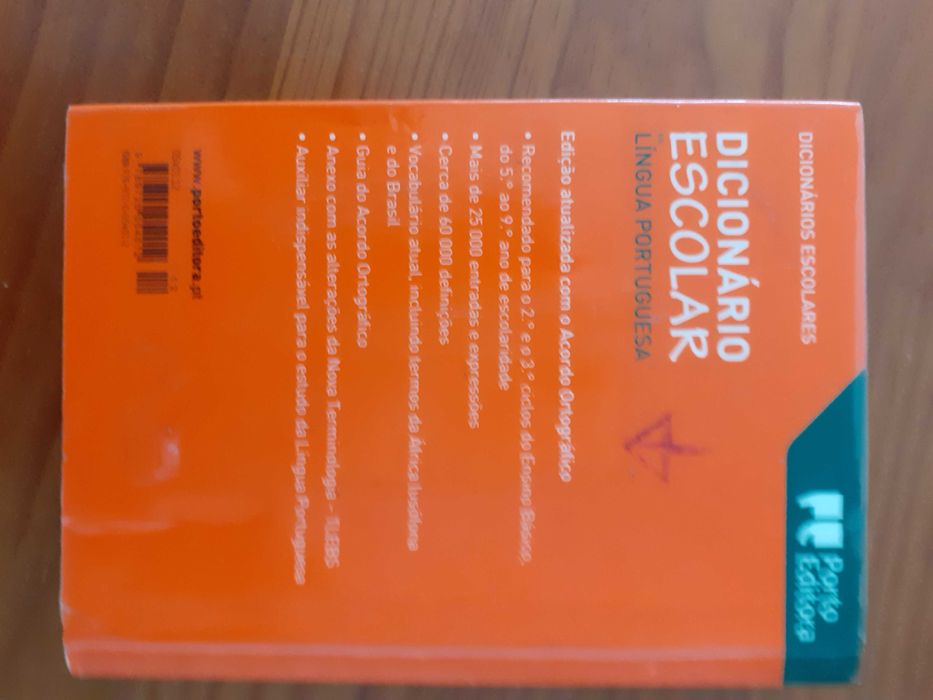 DICIONÁRIOS ESCOLARES
DICIONÁRIO
ESCOLAR
DA LÍNGUA PORTUGUESA
Porto
Editora
Edição atualizada com o Acordo Ortográfico
• Recomendado para o 2.º e o 3.º ciclos do Ensino Básico,
do 5.º ao 9.º ano de escolaridade
• Mais de 25 000 entradas e expressões
• Cerca de 60 000 definições
• Vocabulário atual, incluindo termos da África lusófona
e do Brasil
• Guia do Acordo Ortográfico
• Anexo com as alterações da Nova Terminologia - TLEBS
• Auxiliar indispensável para o estudo da Língua Portuguesa
www.portoeditora.pt